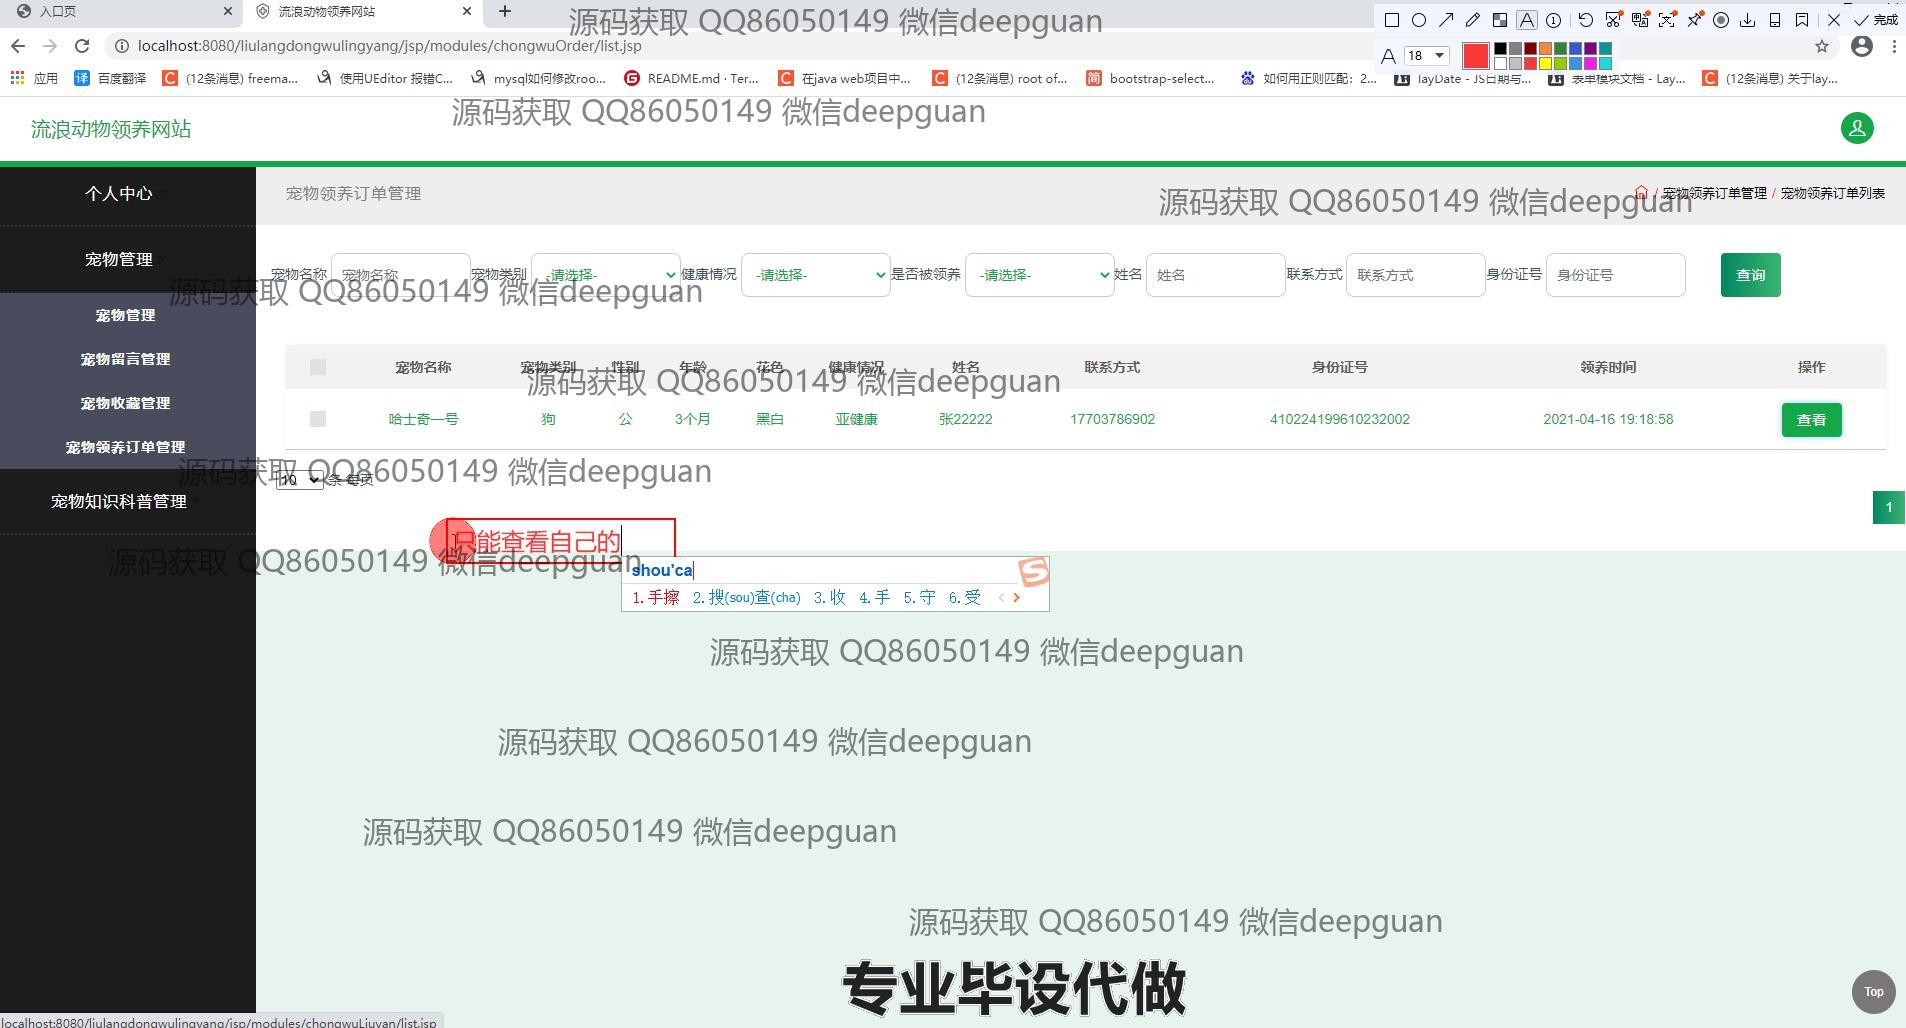 入口页
流浪动物领养网站
源码获取 QQ86050149 微信deepguan
完成
localhost:8080/liulangdongwulingyang/jsp/modules/chongwuOrder/list.jsp
18
应用 百度翻译 (12条消息) freema... 使用UEditor 报错C... mysql如何修改roo... README.md · Ter... 在java web项目中... (12条消息) root of... bootstrap-select... 如何用正则匹配：2... layDate - JS日期与... 表单模块文档 - Lay... (12条消息) 关于lay...
源码获取 QQ86050149 微信deepguan
流浪动物领养网站
个人中心
宠物领养订单管理
/ 宠物领养订单管理 / 宠物领养订单列表
源码获取 QQ86050149 微信deepguan
宠物管理
宠物名称 宠物名称 宠物类别 -请选择- 健康情况 -请选择- 是否被领养 -请选择- 姓名 姓名 联系方式 联系方式 身份证号 身份证号 查询
源码获取 QQ86050149 微信deepguan
宠物管理
宠物留言管理
宠物收藏管理
宠物领养订单管理
宠物知识科普管理
宠物名称 宠物类别 性别 年龄 花色 健康情况 姓名 联系方式 身份证号 领养时间 操作
源码获取 QQ86050149 微信deepguan
哈士奇一号 狗 公 3个月 黑白 亚健康 张22222 17703786902 410224199610232002 2021-04-16 19:18:58 查看
源码获取 QQ86050149 微信deepguan
10 条 每页
1
只能查看自己的
源码获取 QQ86050149 微信deepguan
shou'ca
1.手擦 2.搜(sou)查(cha) 3.收 4.手 5.守 6.受
源码获取 QQ86050149 微信deepguan
源码获取 QQ86050149 微信deepguan
源码获取 QQ86050149 微信deepguan
源码获取 QQ86050149 微信deepguan
专业毕设代做
Top
localhost:8080/liulangdongwulingyang/jsp/modules/chongwuLiuyan/list.jsp